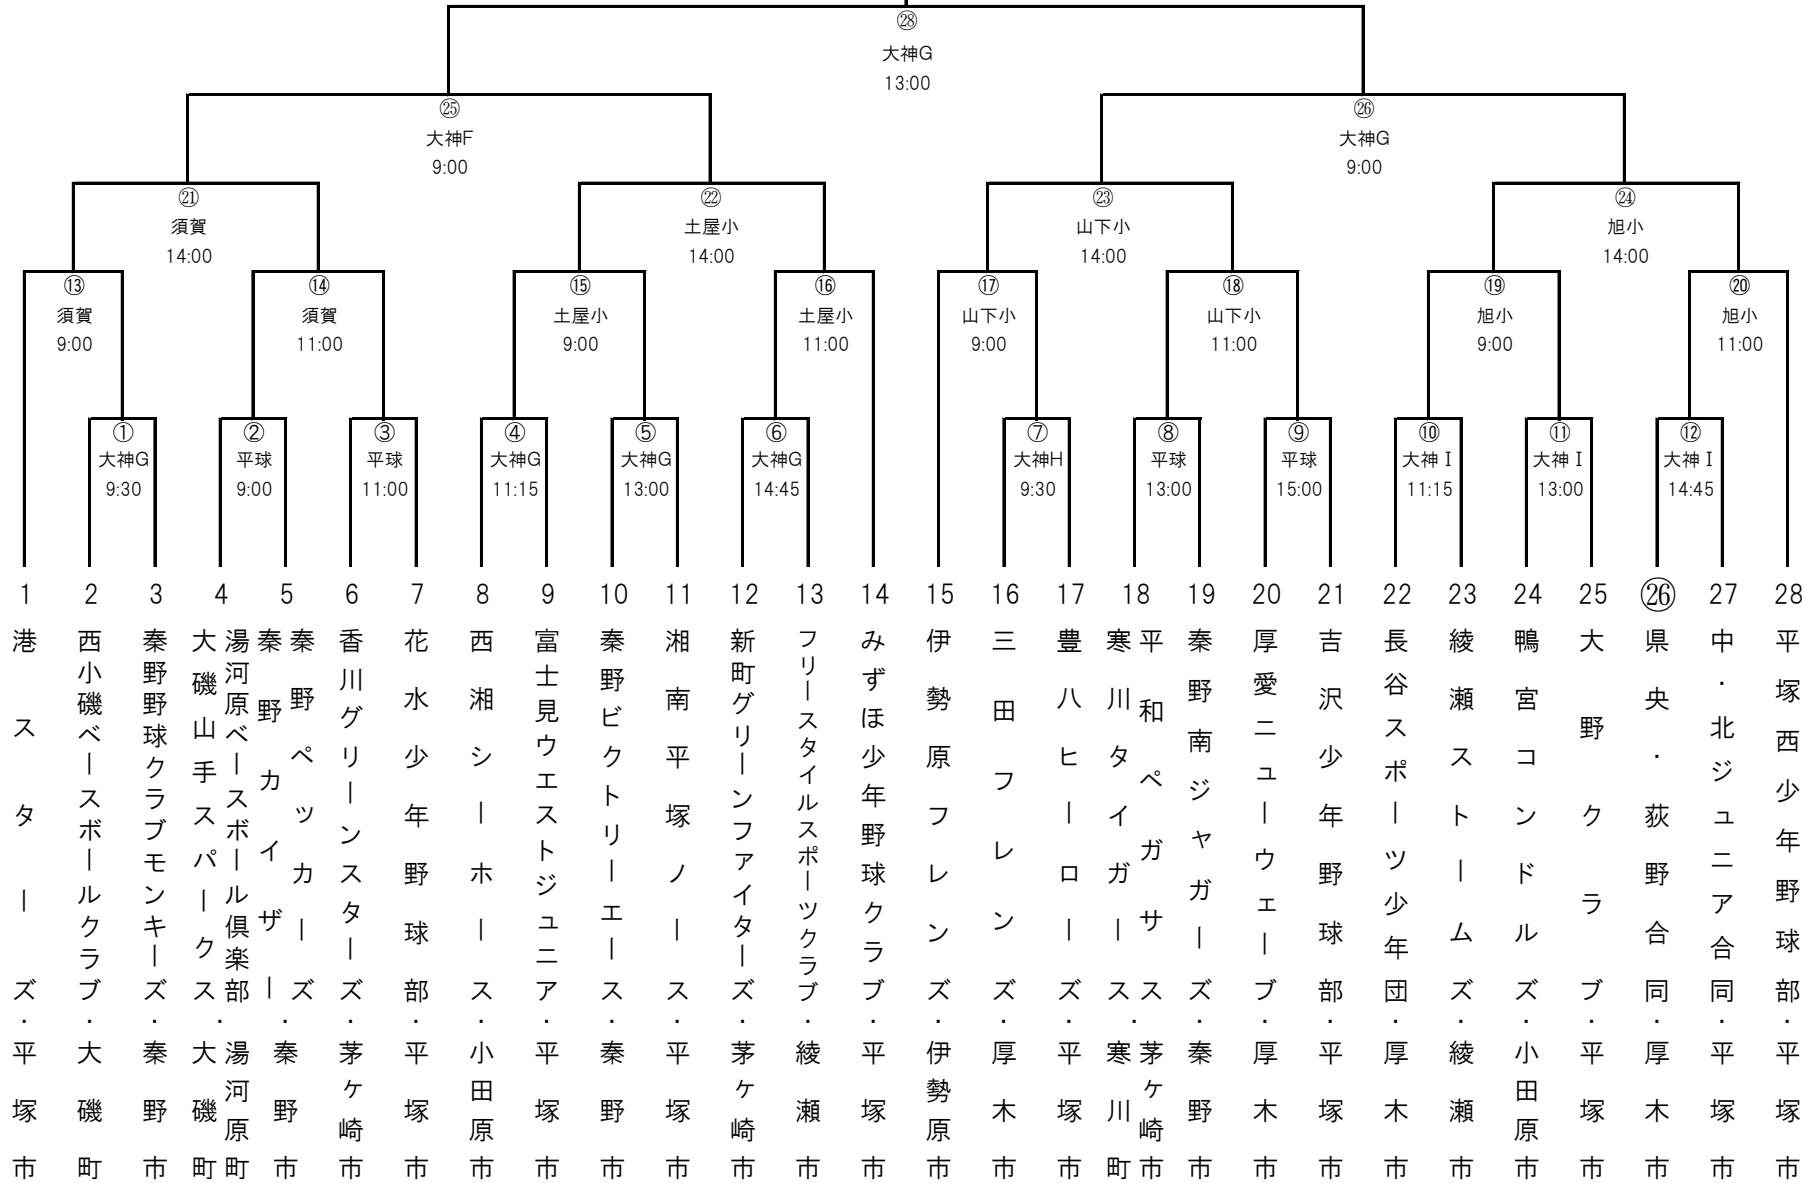 ㉘
大神G
13:00
㉕
大神F
9:00
㉖
大神G
9:00
㉑
須賀
14:00
㉒
土屋小
14:00
㉓
山下小
14:00
㉔
旭小
14:00
⑬
須賀
9:00
⑭
須賀
11:00
⑮
土屋小
9:00
⑯
土屋小
11:00
⑰
山下小
9:00
⑱
山下小
11:00
⑲
旭小
9:00
⑳
旭小
11:00
①
大神G
9:30
②
平球
9:00
③
平球
11:00
④
大神G
11:15
⑤
大神G
13:00
⑥
大神G
14:45
⑦
大神H
9:30
⑧
平球
13:00
⑨
平球
15:00
⑩
大神Ｉ
11:15
⑪
大神Ｉ
13:00
⑫
大神Ｉ
14:45
1
港スターズ・平塚市
2
西小磯ベースボールクラブ・大磯町
3
秦野野球クラブモンキーズ・秦野市
4
大磯山手スパークス・大磯町
湯河原ベースボール倶楽部 湯河原町
5
秦野カイザー
秦野ペッカーズ・秦野市
6
香川グリーンスターズ・茅ヶ崎市
7
花水少年野球部・平塚市
8
西湘シーホース・小田原市
9
富士見ウエストジュニア・平塚市
10
秦野ビクトリーエース・秦野市
11
湘南平塚ノース・平塚市
12
新町グリーンファイターズ・茅ヶ崎市
13
フリースタイルスポーツクラブ・綾瀬市
14
みずほ少年野球クラブ・平塚市
15
伊勢原フレンズ・伊勢原市
16
三田フレンズ・厚木市
17
豊八ヒーローズ・平塚市
18
寒川タイガース・寒川町
平和ペガサス 茅ヶ崎市
19
秦野南ジャガーズ・秦野市
20
厚愛ニューウェーブ・厚木市
21
吉沢少年野球部・平塚市
22
長谷スポーツ少年団・厚木市
23
綾瀬ストームズ・綾瀬市
24
鴨宮コンドルズ・小田原市
25
大野クラブ・平塚市
㉖
県央・荻野合同・厚木市
27
中・北ジュニア合同・平塚市
28
平塚西少年野球部・平塚市